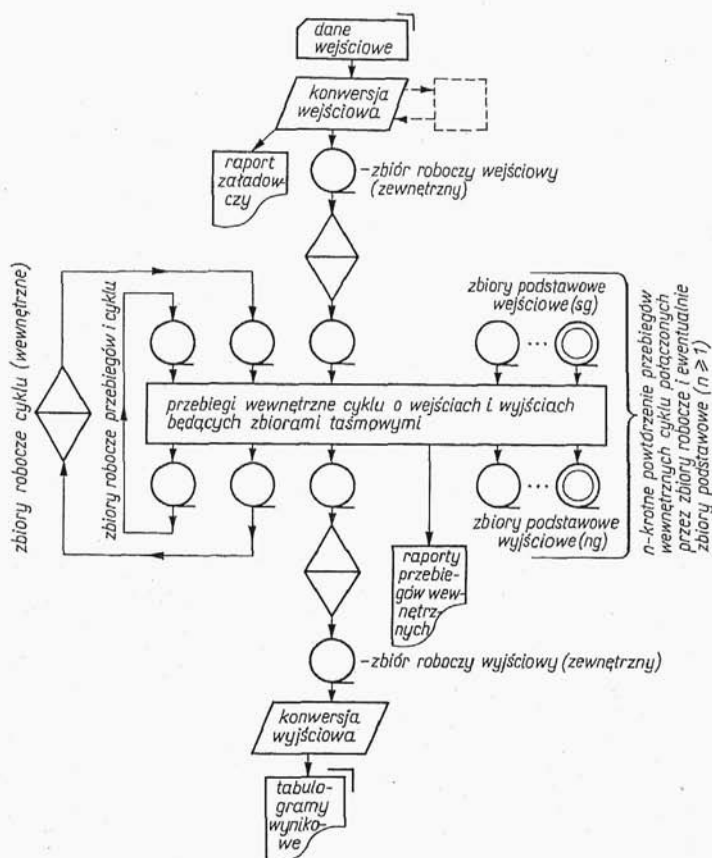 dane
wejściowe
konwersja
wejściowa
raport
załadow-
czy
-zbiór roboczy wejściowy
(zewnętrzny)
zbiory robocze cyklu (wewnętrzne)
zbiory robocze przebiegów i cyklu
zbiory podstawowe
wejściowe (sg)
przebiegi wewnętrzne cyklu o wejściach i wyjściach
będących zbiorami taśmowymi
zbiory podstawowe
wyjściowe (ng)
n-krotne powtórzenie przebiegów
wewnętrznych cyklu połączonych
przez zbiory robocze i ewentualnie
zbiory podstawowe (n ⩾ 1)
raporty
przebie-
gów wew-
nętrz-
nych
-zbiór roboczy wyjściowy (zewnętrzny)
konwersja
wyjściowa
tabulo-
gramy
wyniko-
we